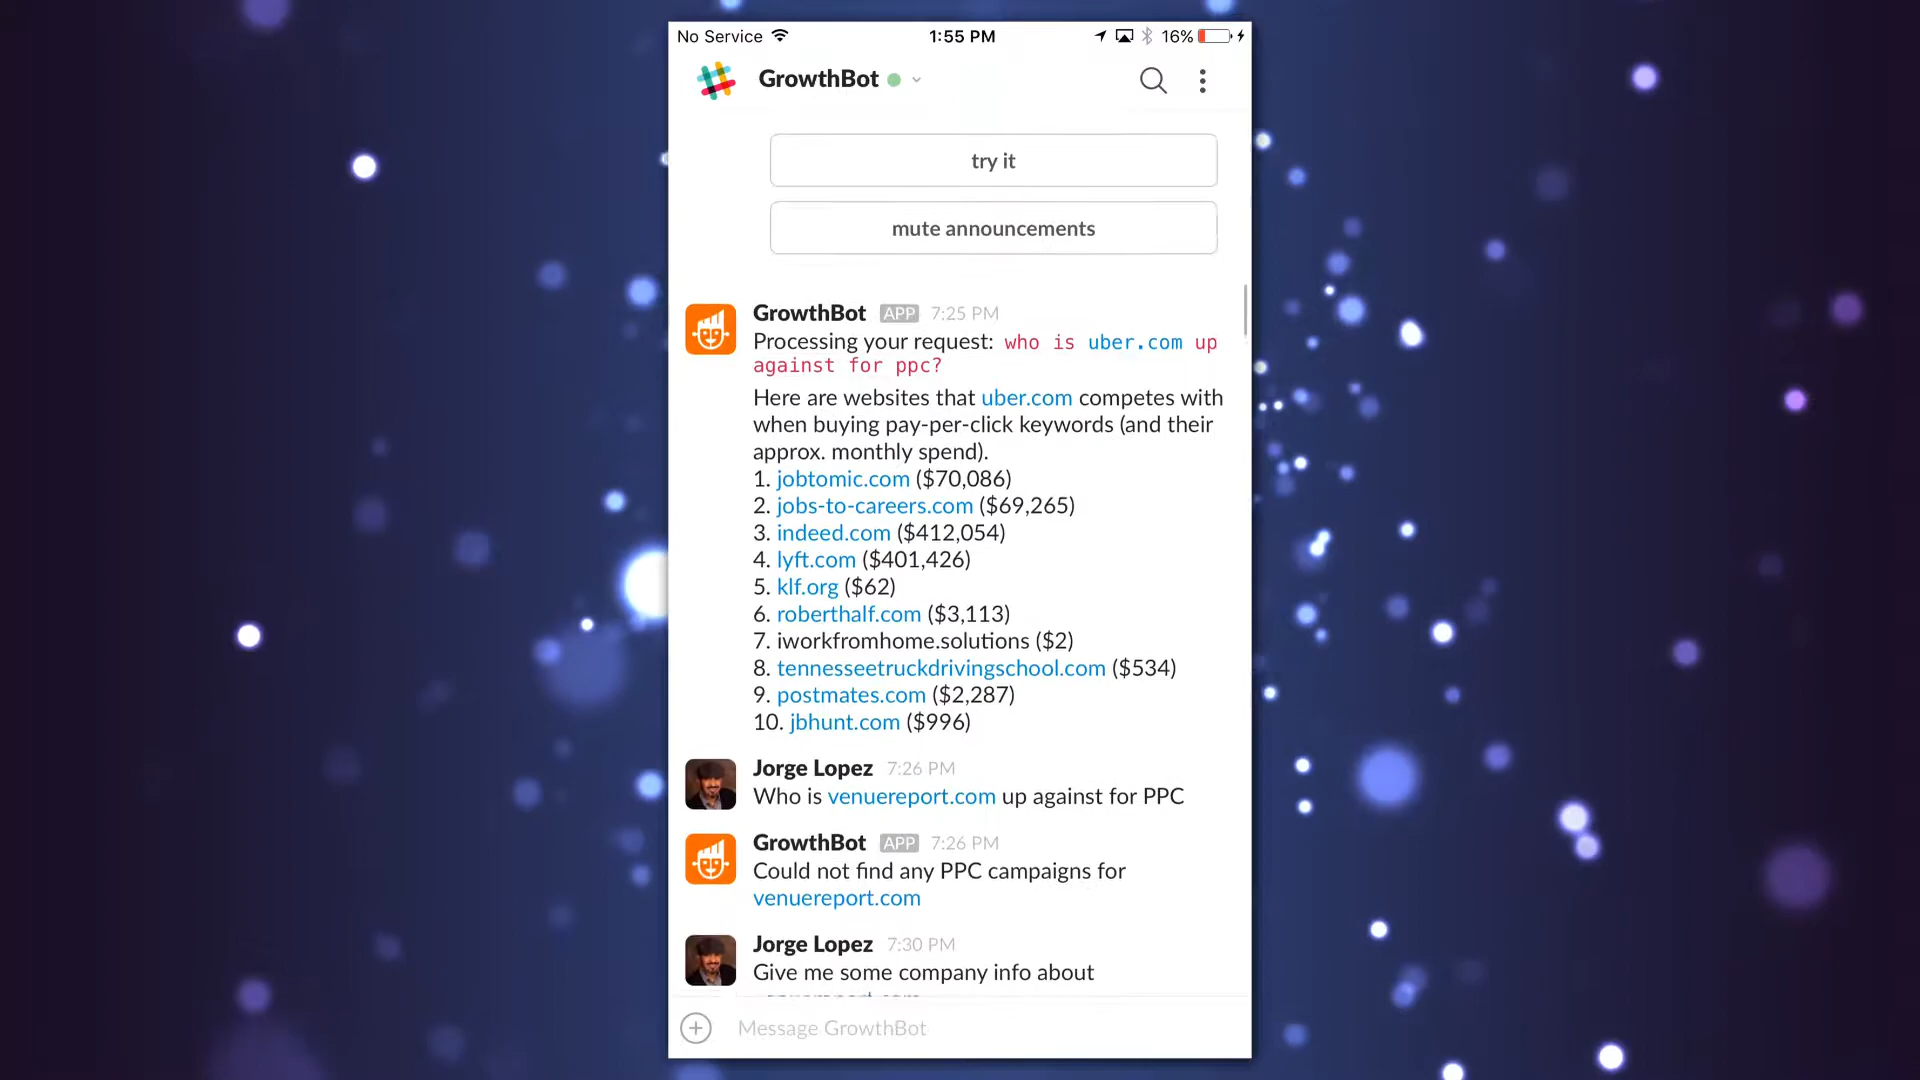 No Service 1:55 PM 16%
GrowthBot
try it
mute announcements
GrowthBot APP 7:25 PM
Processing your request: who is uber.com up
against for ppc?
Here are websites that uber.com competes with
when buying pay-per-click keywords (and their
approx. monthly spend).
1. jobtomic.com ($70,086)
2. jobs-to-careers.com ($69,265)
3. indeed.com ($412,054)
4. lyft.com ($401,426)
5. klf.org ($62)
6. roberthalf.com ($3,113)
7. iworkfromhome.solutions ($2)
8. tennesseetruckdrivingschool.com ($534)
9. postmates.com ($2,287)
10. jbhunt.com ($996)
Jorge Lopez 7:26 PM
Who is venuereport.com up against for PPC
GrowthBot APP 7:26 PM
Could not find any PPC campaigns for
venuereport.com
Jorge Lopez 7:30 PM
Give me some company info about
Message GrowthBot